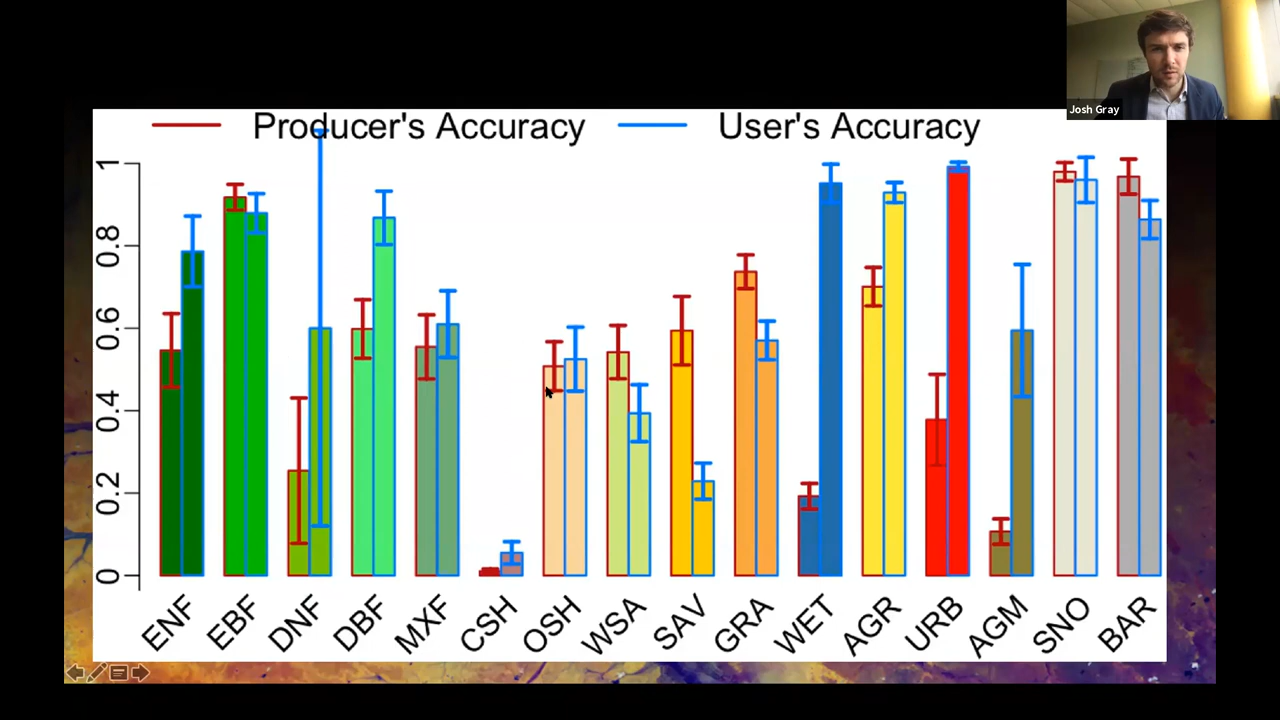 Josh Gray
Producer's Accuracy User's Accuracy
1
0.8
0.6
0.4
0.2
0
ENF EBF DNF DBF MXF CSH OSH WSA SAV GRA WET AGR URB AGM SNO BAR